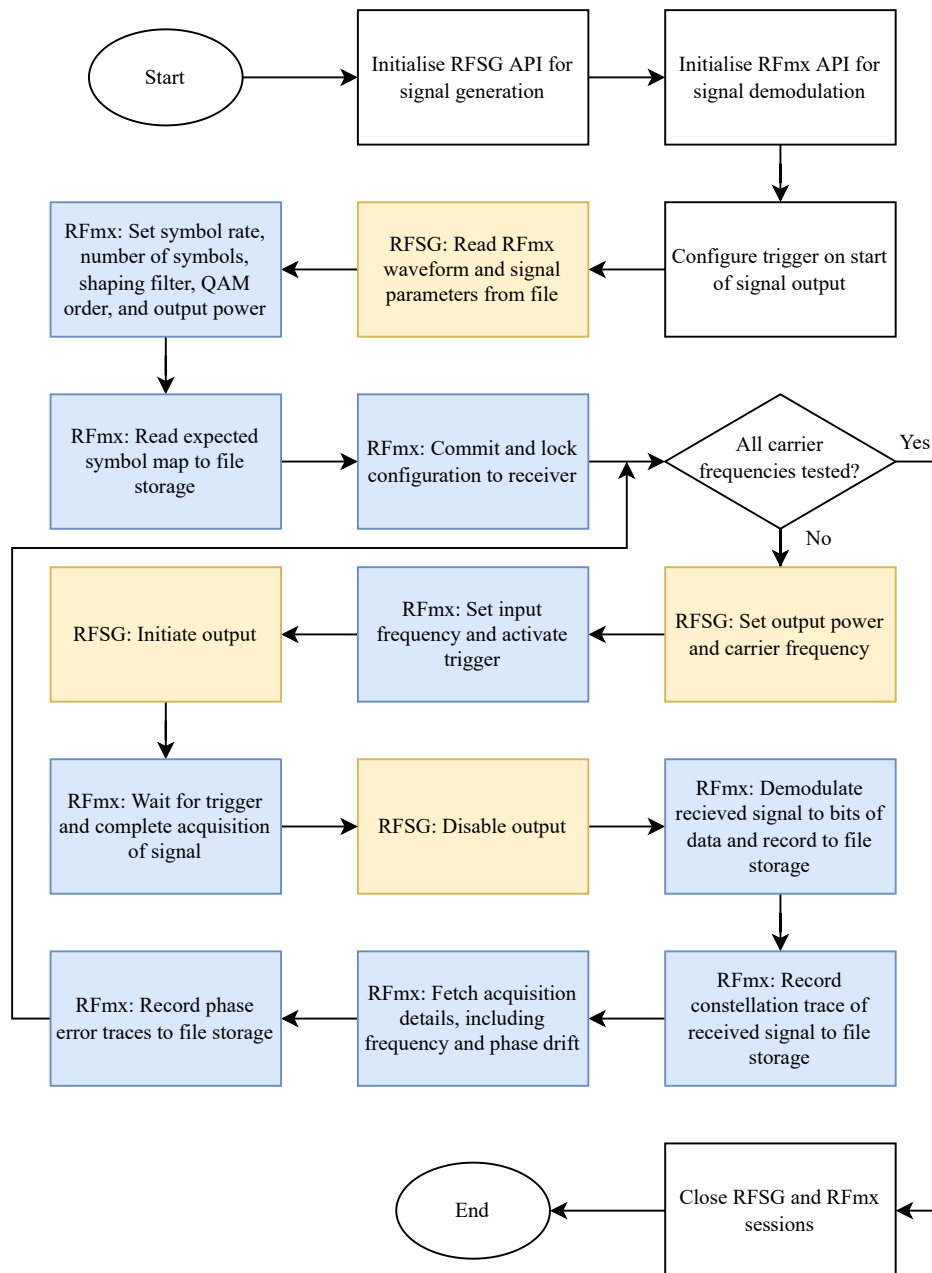 Start
Initialise RFSG API for
signal generation
Initialise RFmx API for
signal demodulation
RFmx: Set symbol rate,
number of symbols,
shaping filter, QAM
order, and output power
RFSG: Read RFmx
waveform and signal
parameters from file
Configure trigger on start
of signal output
RFmx: Read expected
symbol map to file
storage
RFmx: Commit and lock
configuration to receiver
All carrier
frequencies tested?
Yes
No
RFSG: Initiate output
RFmx: Set input
frequency and activate
trigger
RFSG: Set output power
and carrier frequency
RFmx: Wait for trigger
and complete acquisition
of signal
RFSG: Disable output
RFmx: Demodulate
recieved signal to bits of
data and record to file
storage
RFmx: Record phase
error traces to file storage
RFmx: Fetch acquisition
details, including
frequency and phase drift
RFmx: Record
constellation trace of
received signal to file
storage
End
Close RFSG and RFmx
sessions